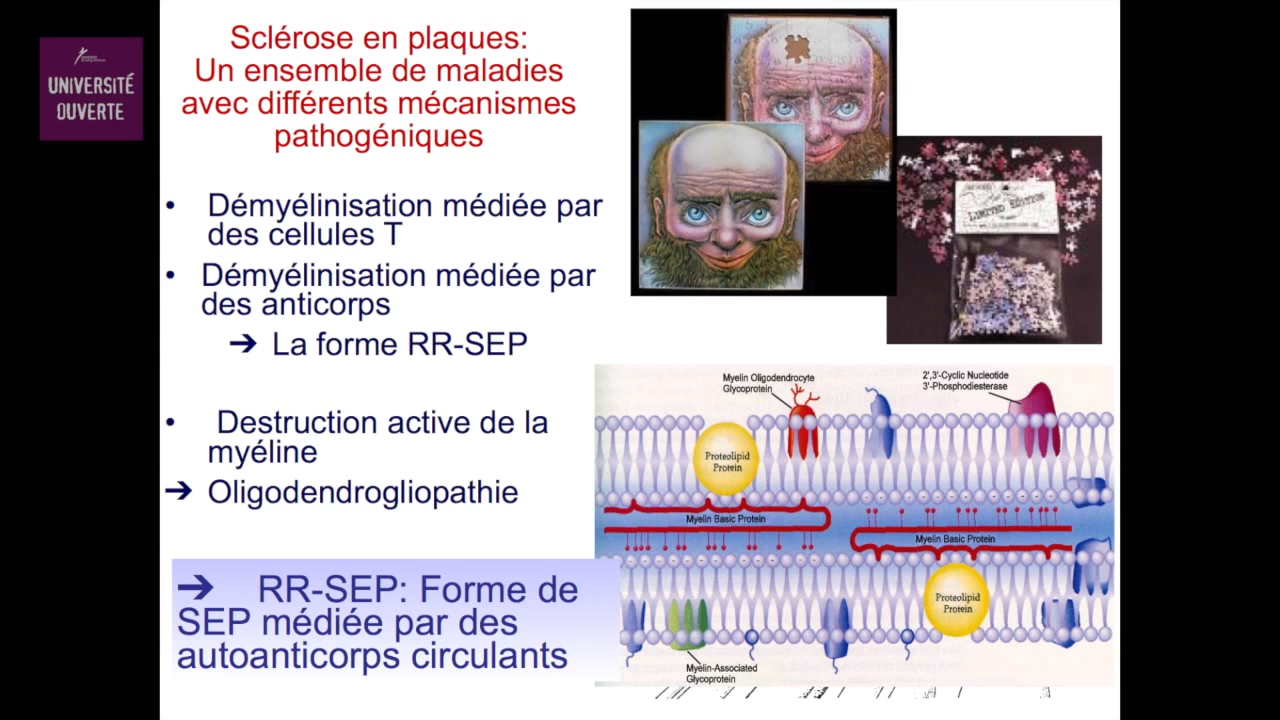 UNIVERSITÉ
OUVERTE
Sclérose en plaques:
Un ensemble de maladies
avec différents mécanismes
pathogéniques
• Démyélinisation médiée par
des cellules T
• Démyélinisation médiée par
des anticorps
➔ La forme RR-SEP
• Destruction active de la
myéline
➔ Oligodendrogliopathie
➔ RR-SEP: Forme de
SEP médiée par des
autoanticorps circulants
LIMITED EDITION
Myelin Oligodendrocyte
Glycoprotein
2',3'-Cyclic Nucleotide
3'-Phosphodiesterase
Proteolipid
Protein
Myelin Basic Protein
Myelin Basic Protein
Proteolipid
Protein
Myelin-Associated
Glycoprotein